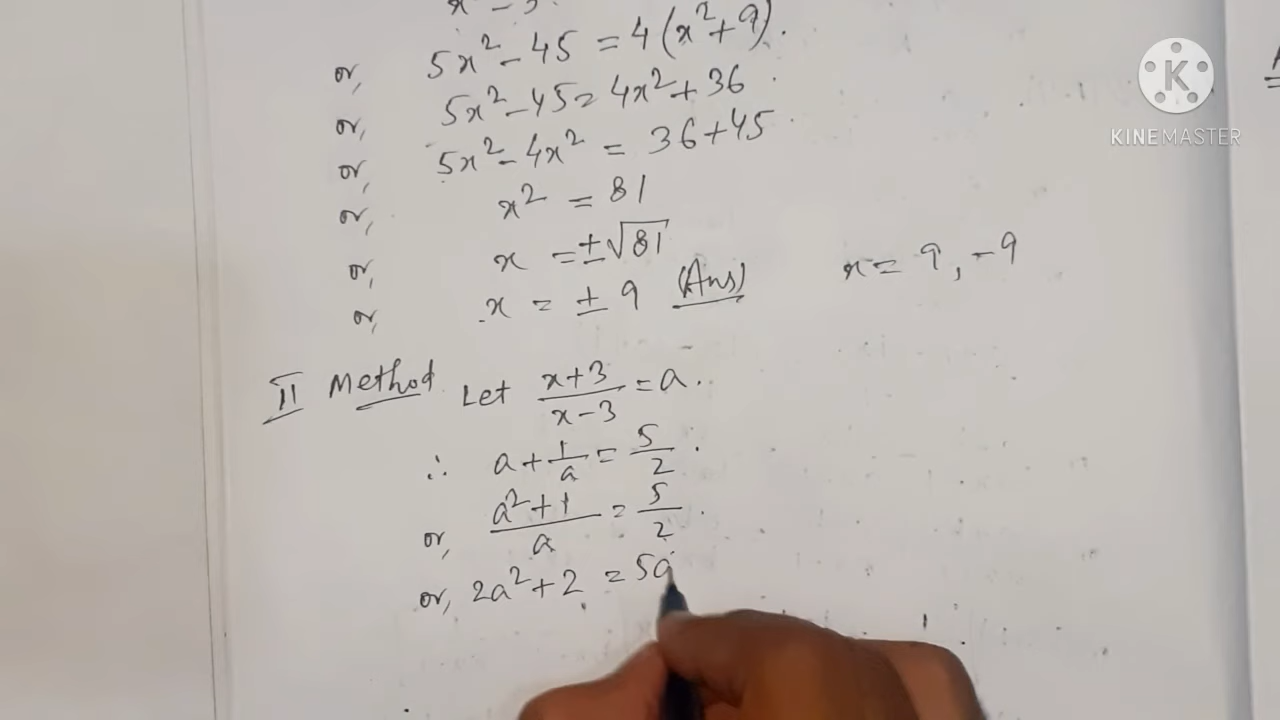 x² - 
or, 5x² - 45 = 4(x² + 9).
or, 5x² - 45 = 4x² + 36
or, 5x² - 4x² = 36 + 45
or, x² = 81
or, x = ±√81
or, x = ± 9 (Ans) x = 9, -9
II Method Let (x+3)/(x-3) = a.
∴ a + 1/a = 5/2.
or, (a²+1)/a = 5/2.
or, 2a² + 2 = 5a
K
KINEMASTER